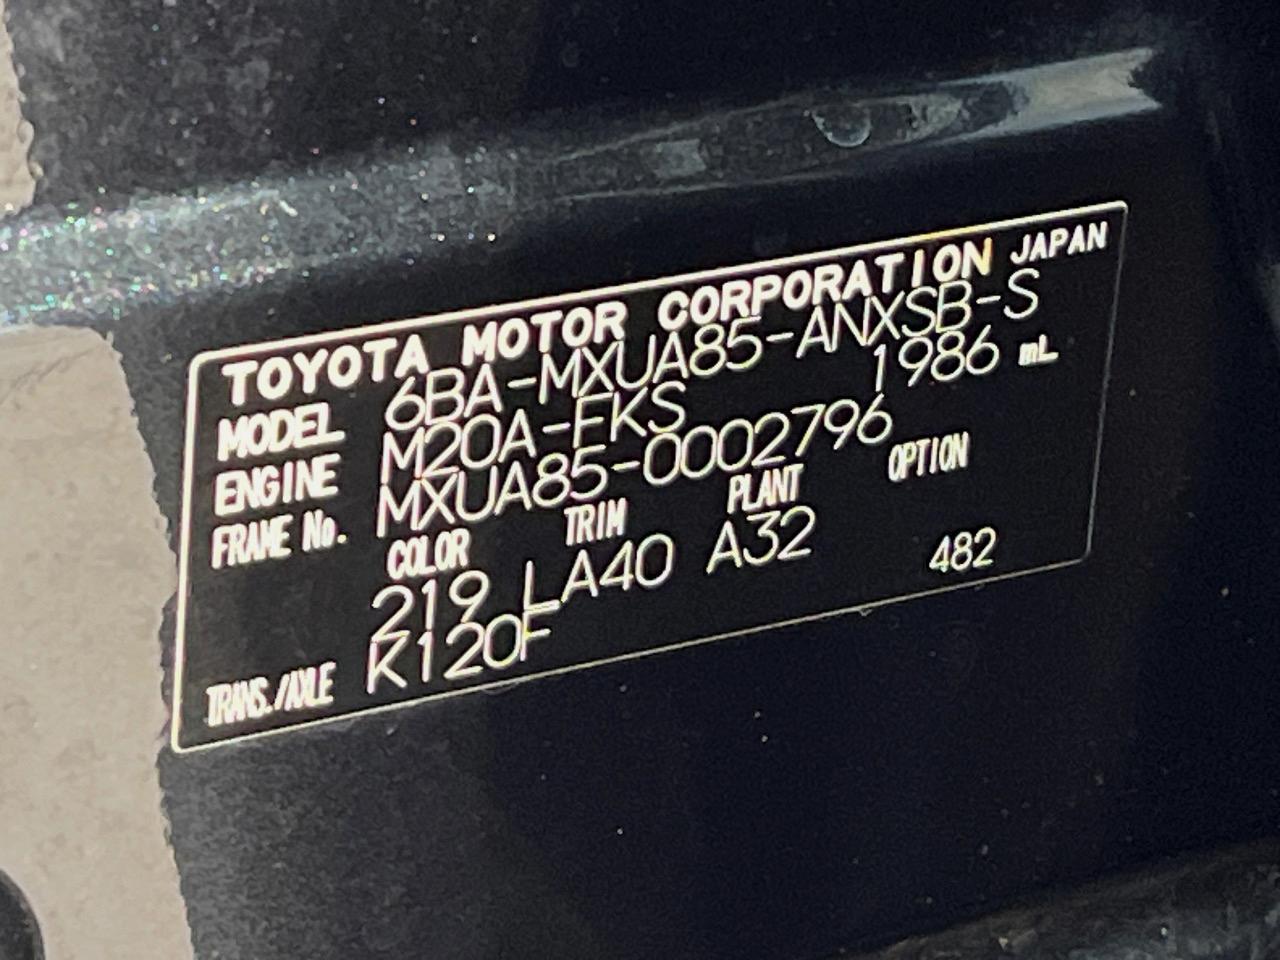 TOYOTA MOTOR CORPORATION JAPAN
MODEL 6BA-MXUA85-ANXSB-S
ENGINE M20A-FKS 1986 mL
FRAME No. MXUA85-0002796
COLOR TRIM PLANT OPTION
219 LA40 A32 482
TRANS./AXLE K120F